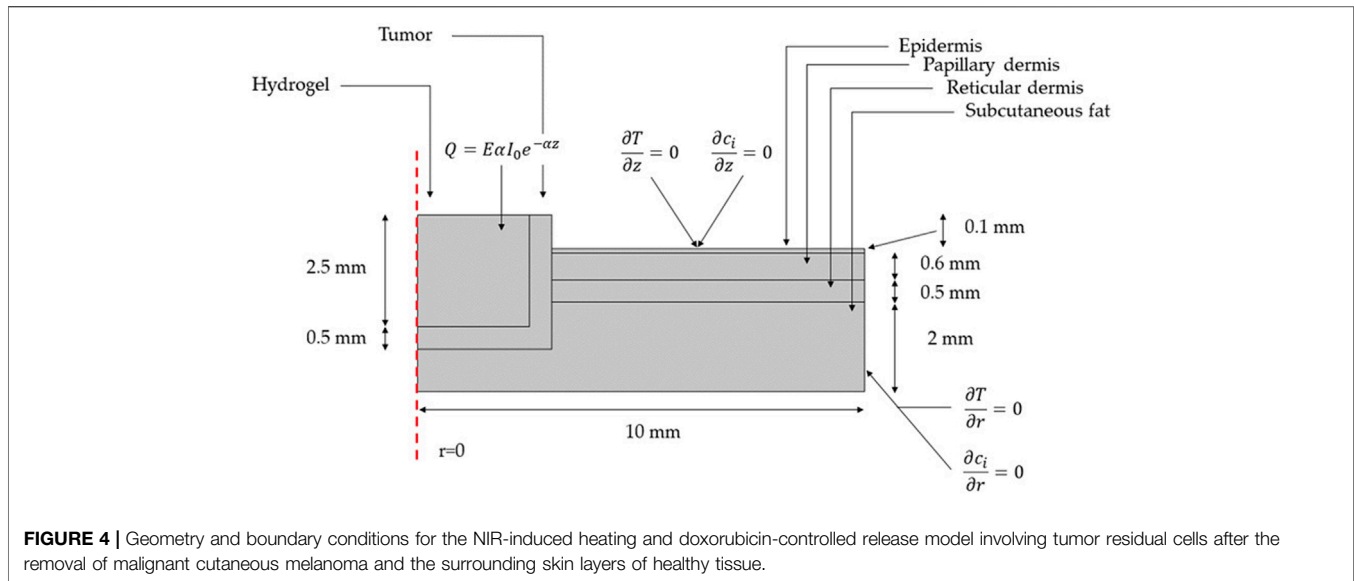 Tumor
Hydrogel
Epidermis
Papillary dermis
Reticular dermis
Subcutaneous fat
Q = EαI₀e^{-αz}
∂T/∂z = 0
∂cᵢ/∂z = 0
0.1 mm
0.6 mm
0.5 mm
2 mm
2.5 mm
0.5 mm
10 mm
r=0
∂T/∂r = 0
∂cᵢ/∂r = 0
FIGURE 4 | Geometry and boundary conditions for the NIR-induced heating and doxorubicin-controlled release model involving tumor residual cells after the
removal of malignant cutaneous melanoma and the surrounding skin layers of healthy tissue.